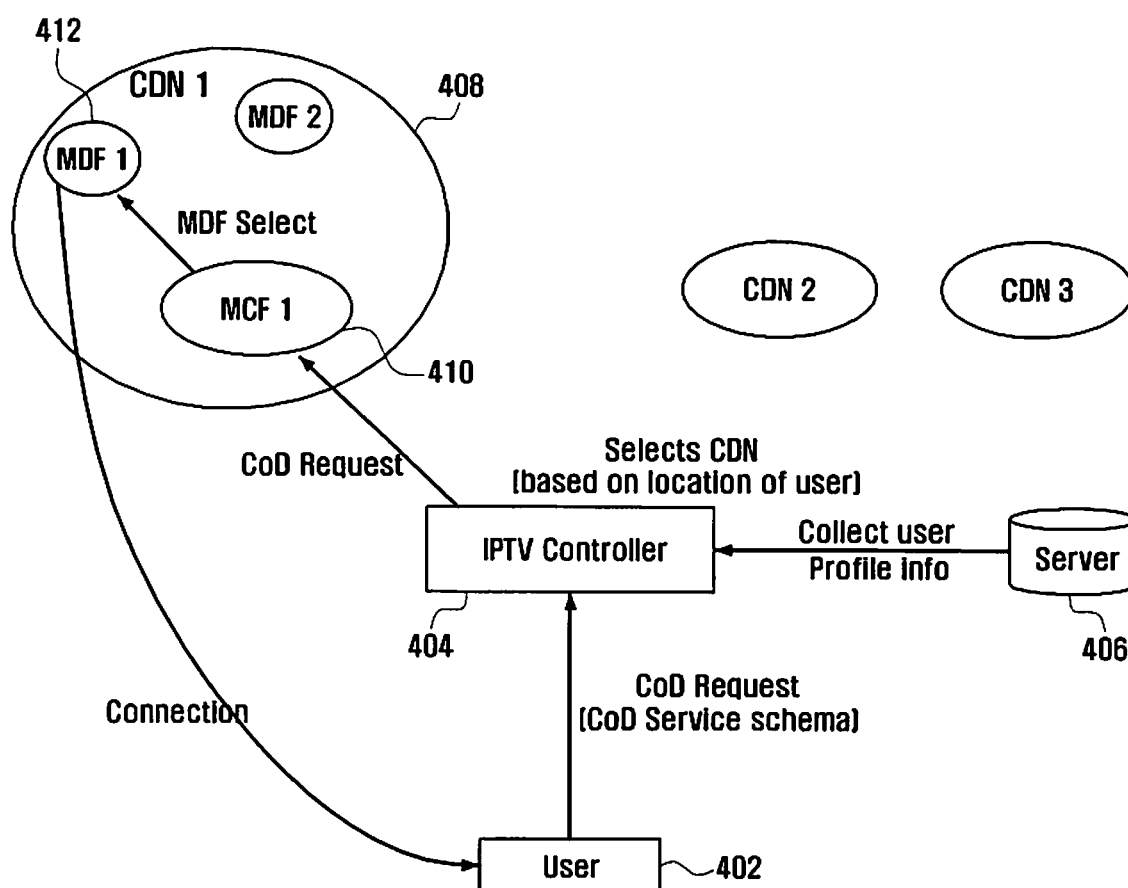 412
CDN 1
408
MDF 2
MDF 1
MDF Select
MCF 1
CDN 2
CDN 3
410
CoD Request
Selects CDN
(based on location of user)
IPTV Controller
Collect user
Profile info
Server
404
406
CoD Request
(CoD Service schema)
Connection
User
402